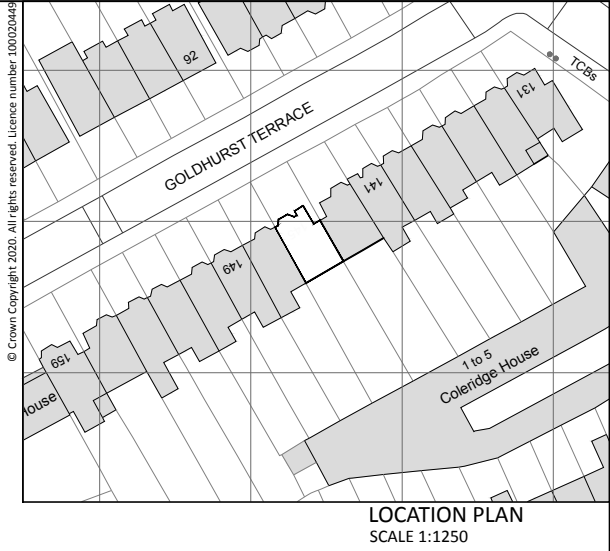 © Crown Copyright 2020. All rights reserved. Licence number 100020449
92
TCBs
131
GOLDHURST TERRACE
141
149
159
1 to 5
Coleridge House
House
LOCATION PLAN
SCALE 1:1250